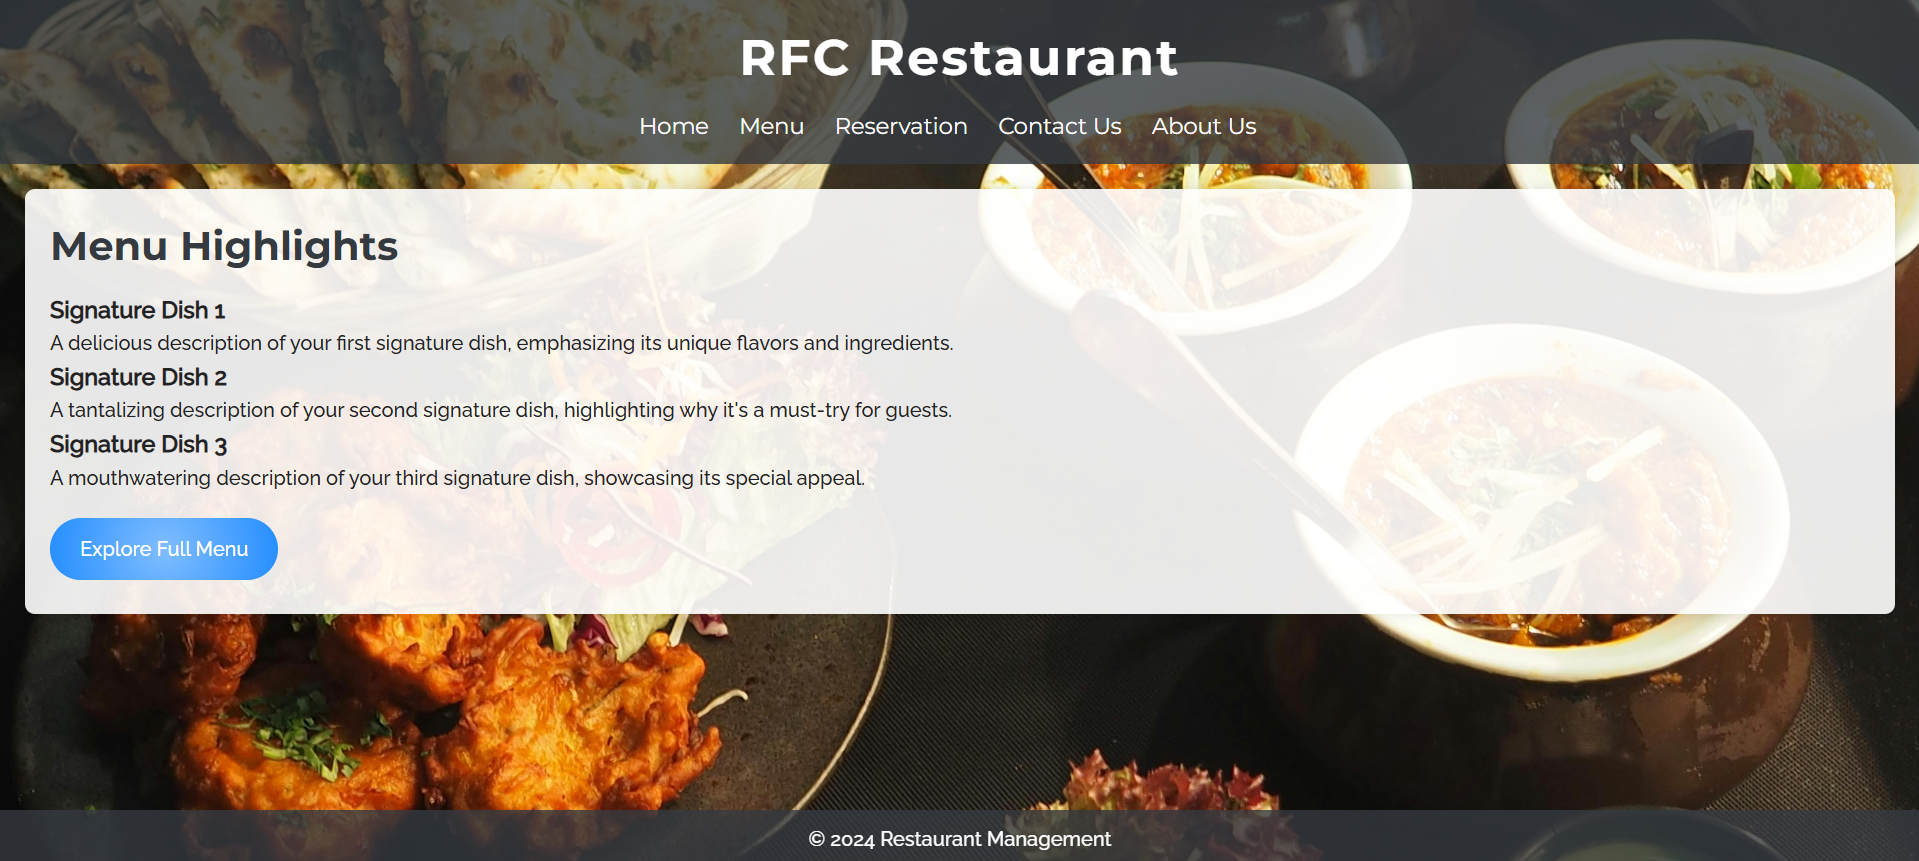 RFC Restaurant
Home Menu Reservation Contact Us About Us
Menu Highlights
Signature Dish 1
A delicious description of your first signature dish, emphasizing its unique flavors and ingredients.
Signature Dish 2
A tantalizing description of your second signature dish, highlighting why it's a must-try for guests.
Signature Dish 3
A mouthwatering description of your third signature dish, showcasing its special appeal.
Explore Full Menu
© 2024 Restaurant Management